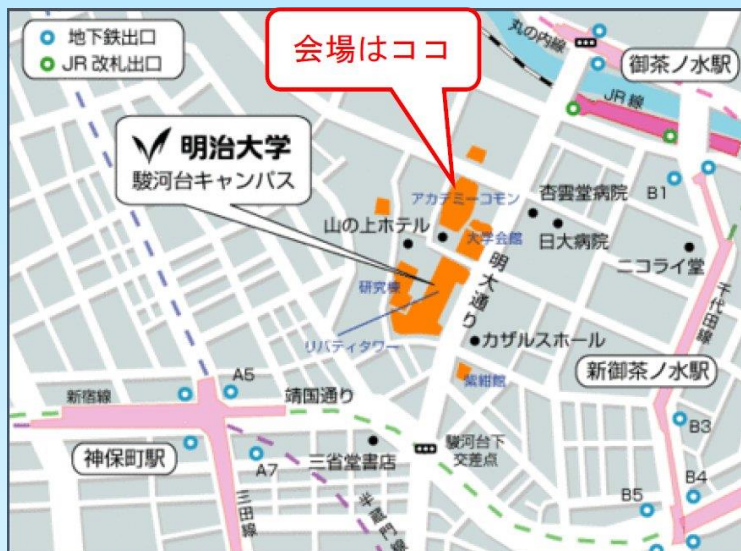 地下鉄出口
JR改札出口
会場はココ
丸の内線
御茶ノ水駅
JR線
明治大学
駿河台キャンパス
アカデミーコモン
杏雲堂病院
B1
山の上ホテル
大学会館
日大病院
ニコライ堂
明大通り
研究棟
千代田線
リバティタワー
カザルスホール
新御茶ノ水駅
紫紺館
A5
新宿線
靖国通り
B3
神保町駅
A7
三省堂書店
駿河台下
交差点
B4
B5
三田線
半蔵門線